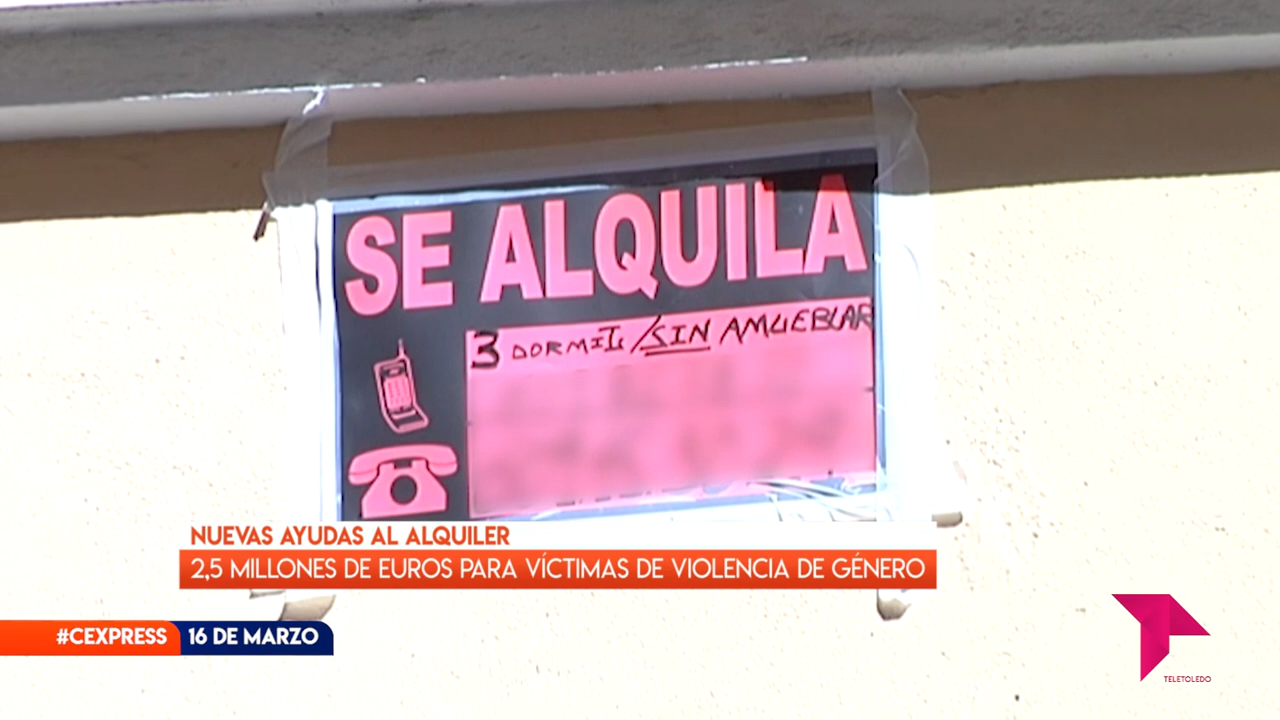 SE ALQUILA
3 DORMIT. / SIN AMUEBLAR
NUEVAS AYUDAS AL ALQUILER
2,5 MILLONES DE EUROS PARA VÍCTIMAS DE VIOLENCIA DE GÉNERO
#CEXPRESS 16 DE MARZO
TELETOLEDO